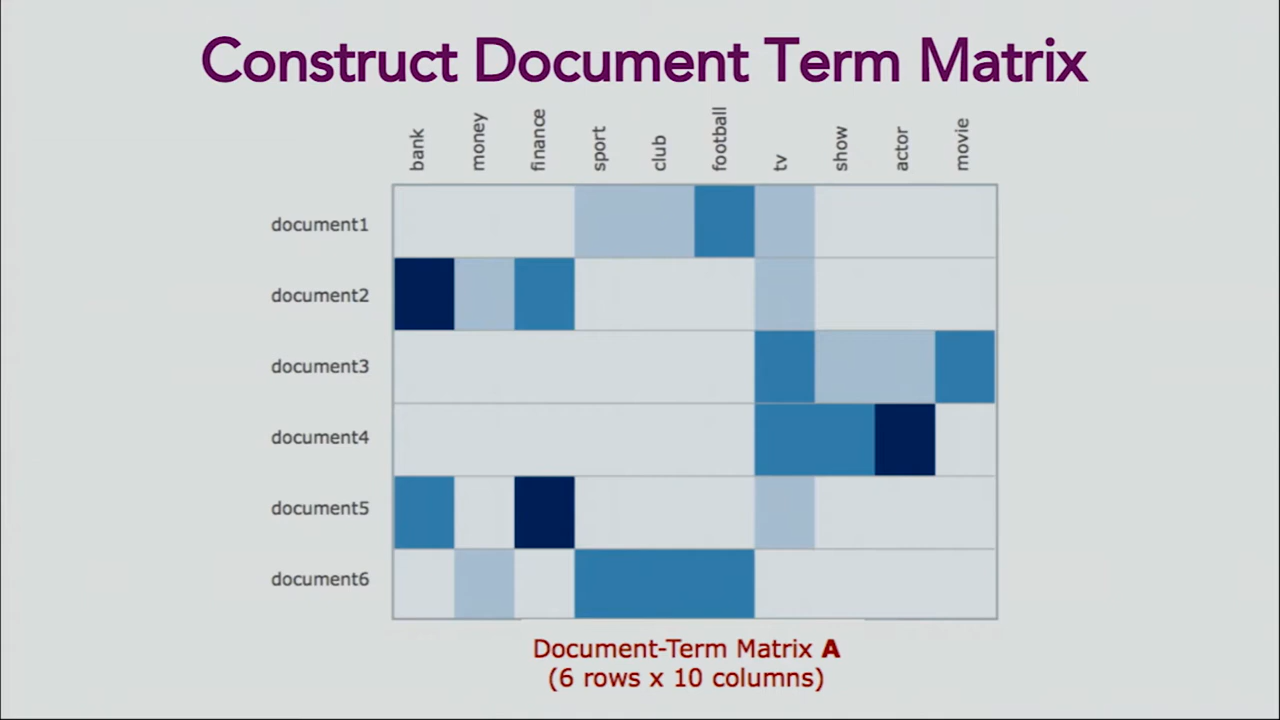 Construct Document Term Matrix
bank money finance sport club football tv show actor movie
document1
document2
document3
document4
document5
document6
Document-Term Matrix A
(6 rows x 10 columns)